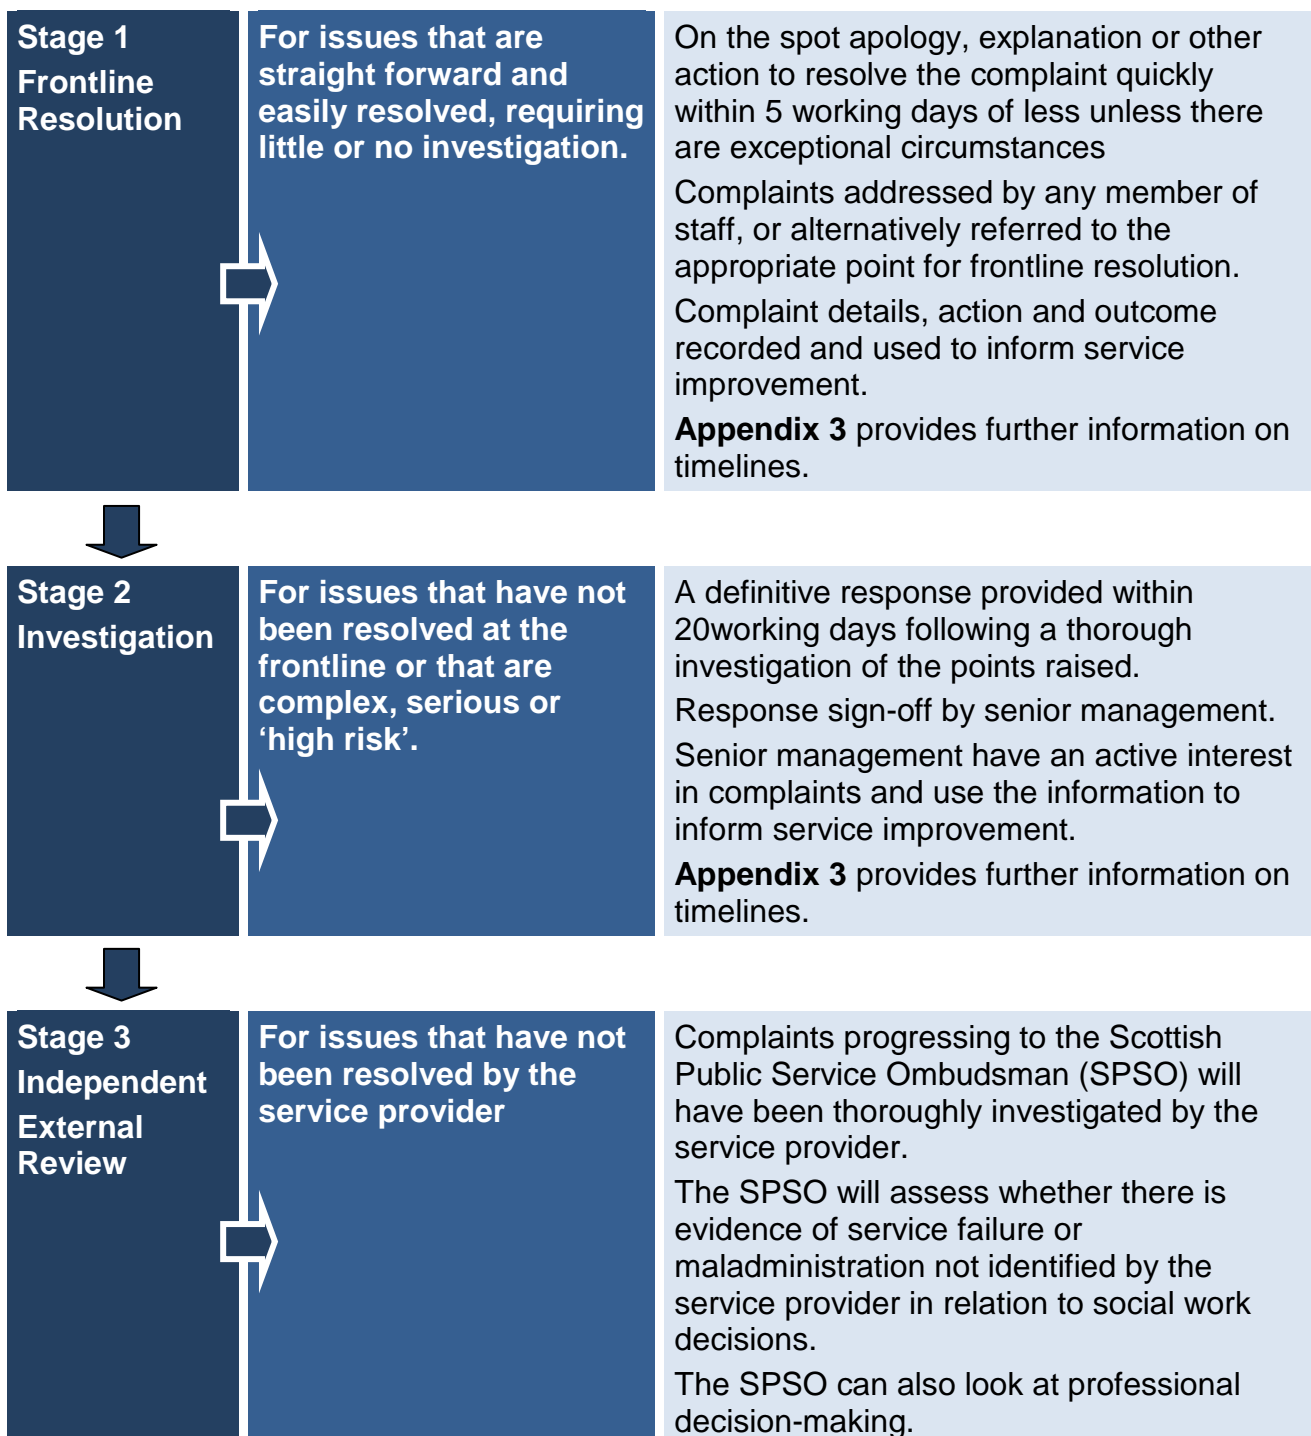 Stage 1
Frontline
Resolution
For issues that are
straight forward and
easily resolved, requiring
little or no investigation.
On the spot apology, explanation or other
action to resolve the complaint quickly
within 5 working days of less unless there
are exceptional circumstances
Complaints addressed by any member of
staff, or alternatively referred to the
appropriate point for frontline resolution.
Complaint details, action and outcome
recorded and used to inform service
improvement.
Appendix 3 provides further information on
timelines.
Stage 2
Investigation
For issues that have not
been resolved at the
frontline or that are
complex, serious or
‘high risk’.
A definitive response provided within
20working days following a thorough
investigation of the points raised.
Response sign-off by senior management.
Senior management have an active interest
in complaints and use the information to
inform service improvement.
Appendix 3 provides further information on
timelines.
Stage 3
Independent
External
Review
For issues that have not
been resolved by the
service provider
Complaints progressing to the Scottish
Public Service Ombudsman (SPSO) will
have been thoroughly investigated by the
service provider.
The SPSO will assess whether there is
evidence of service failure or
maladministration not identified by the
service provider in relation to social work
decisions.
The SPSO can also look at professional
decision-making.